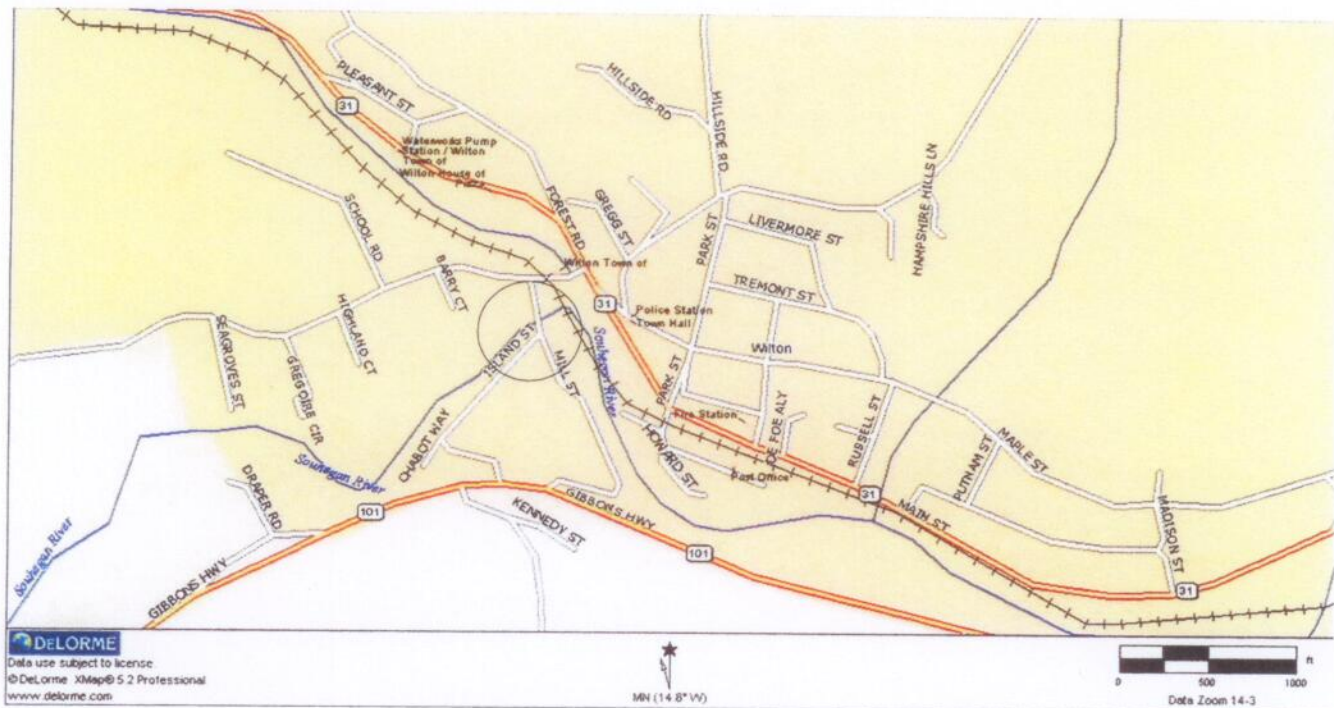 PLEASANT ST
31
Waterworks Pump
Station / Wilton
Town of
Wilton House of
Pizza
HILLSIDE RD
HILLSIDE RD
HAMPSHIRE HILLS LN
SCHOOL RD
FOREST RD
GREGG ST
PARK ST
LIVERMORE ST
BARRY CT
Wilton Town of
TREMONT ST
31
Police Station
Town Hall
HIGHLAND CT
SEAGROVES ST
GREGOIRE CIR
ISLAND ST
MILL ST
Souhegan River
PARK ST
Wilton
Fire Station
JOE FOE ALY
RUSSELL ST
MAPLE ST
CHABOT WAY
HOWARD ST
Post Office
PUTNAM ST
Souhegan River
DRAPER RD
101
GIBBONS HWY
31
MAIN ST
MADISON ST
KENNEDY ST
101
Souhegan River
GIBBONS HWY
31
DELORME
Data use subject to license.
© DeLorme. XMap® 5.2 Professional
www.delorme.com
MN (14.8° W)
ft
0 500 1000
Data Zoom 14-3